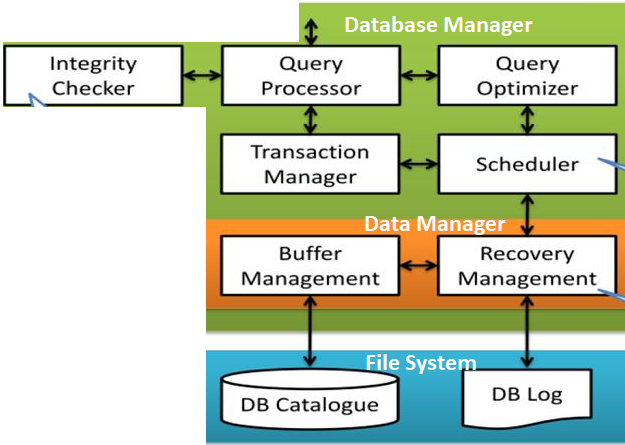 Database Manager
Integrity
Checker
Query
Processor
Query
Optimizer
Transaction
Manager
Scheduler
Data Manager
Buffer
Management
Recovery
Management
File System
DB Catalogue
DB Log